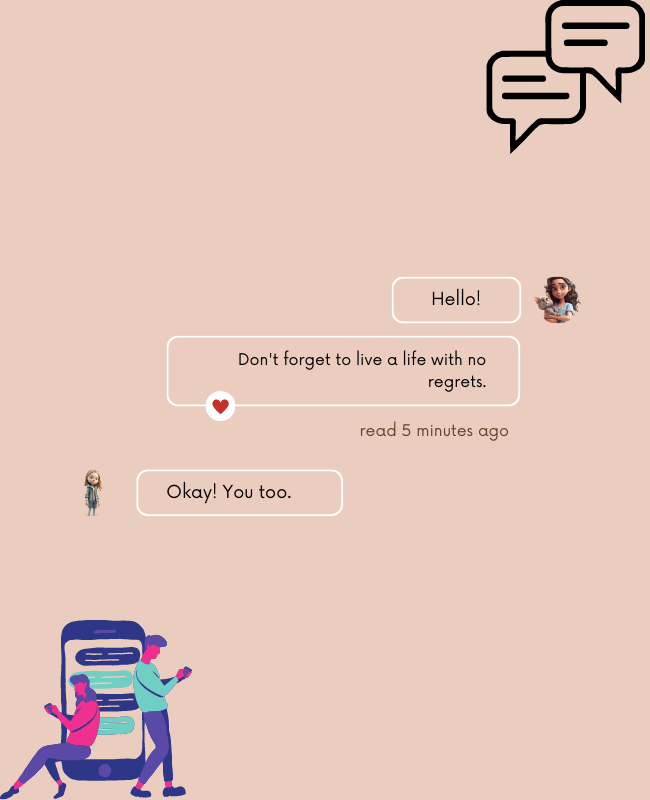 Hello!
Don't forget to live a life with no
regrets.
read 5 minutes ago
Okay! You too.